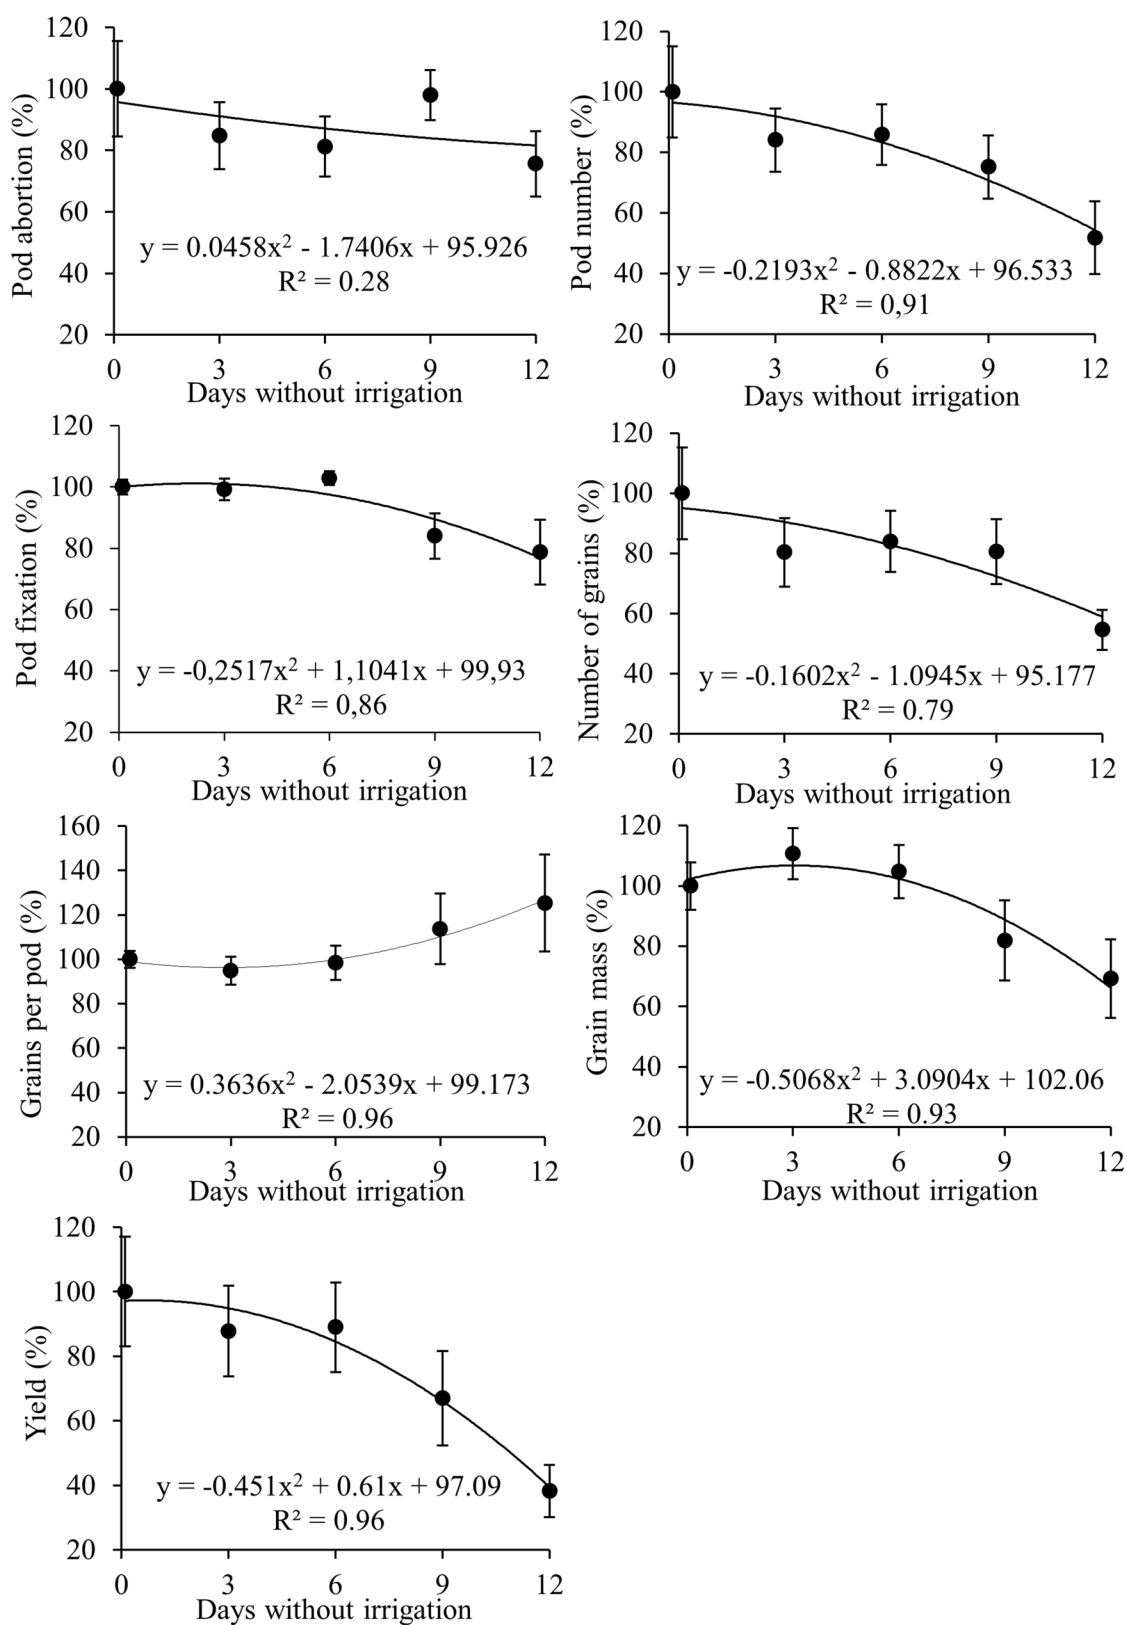 120
100
80
60
40
20
Pod abortion (%)
y = 0.0458x² - 1.7406x + 95.926
R² = 0.28
0 3 6 9 12
Days without irrigation
120
100
80
60
40
20
Pod number (%)
y = -0.2193x² - 0.8822x + 96.533
R² = 0,91
0 3 6 9 12
Days without irrigation
120
100
80
60
40
20
Pod fixation (%)
y = -0,2517x² + 1,1041x + 99,93
R² = 0,86
0 3 6 9 12
Days without irrigation
120
100
80
60
40
20
Number of grains (%)
y = -0.1602x² - 1.0945x + 95.177
R² = 0.79
0 3 6 9 12
Days without irrigation
160
140
120
100
80
60
40
20
Grains per pod (%)
y = 0.3636x² - 2.0539x + 99.173
R² = 0.96
0 3 6 9 12
Days without irrigation
120
100
80
60
40
20
Grain mass (%)
y = -0.5068x² + 3.0904x + 102.06
R² = 0.93
0 3 6 9 12
Days without irrigation
120
100
80
60
40
20
Yield (%)
y = -0.451x² + 0.61x + 97.09
R² = 0.96
0 3 6 9 12
Days without irrigation